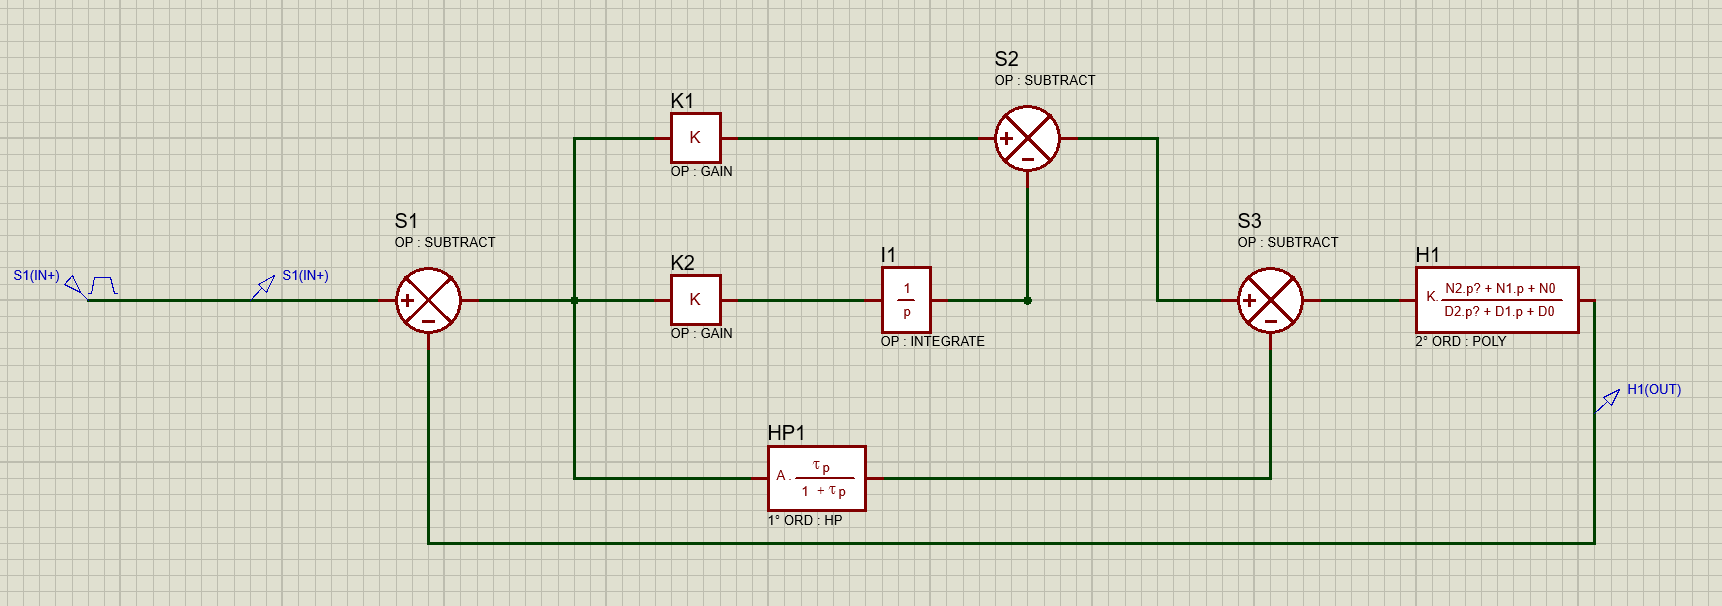 S2
OP : SUBTRACT
K1
K
OP : GAIN
+
−
S1
OP : SUBTRACT
S3
OP : SUBTRACT
K2
I1
H1
S1(IN+)
S1(IN+)
+
−
K
OP : GAIN
1
p
OP : INTEGRATE
+
−
K. N2.p? + N1.p + N0
D2.p? + D1.p + D0
2° ORD : POLY
H1(OUT)
HP1
A . τp
1 + τp
1° ORD : HP